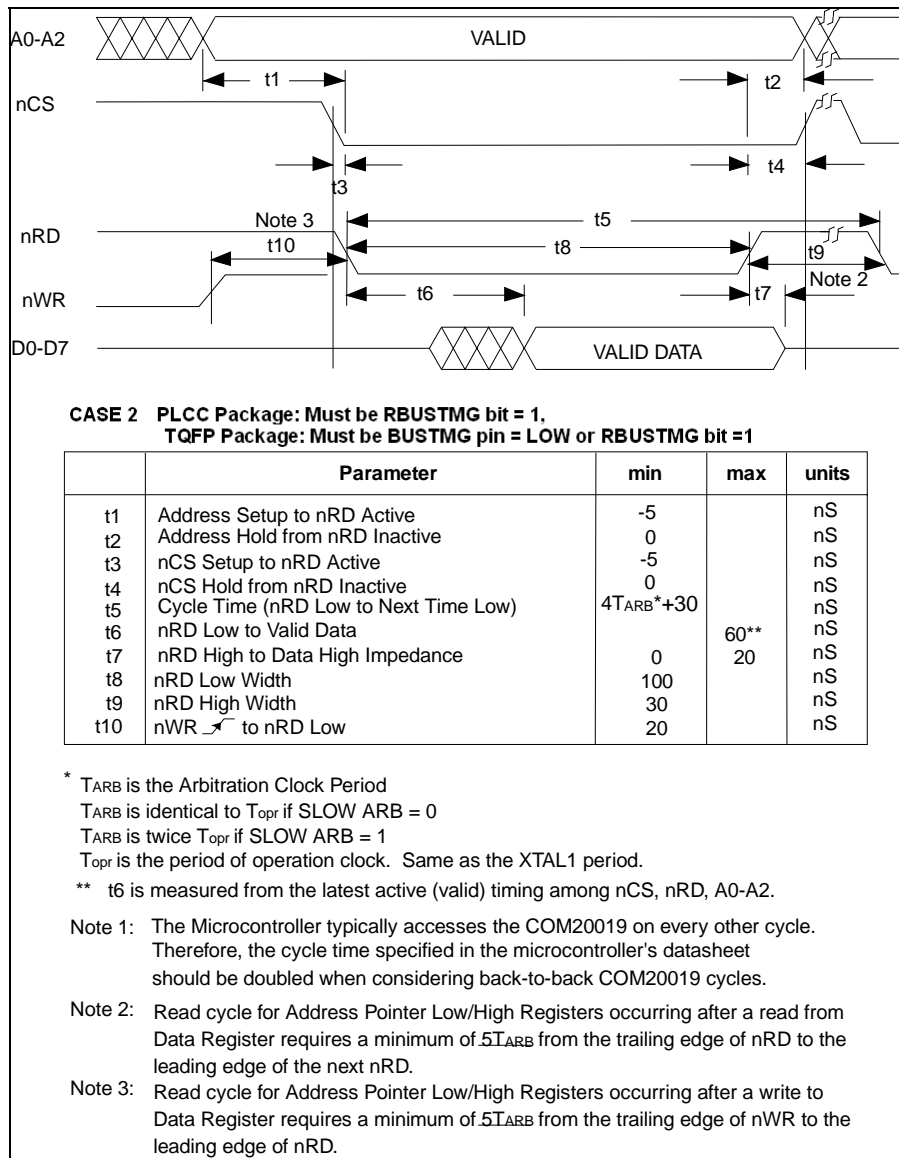 A0-A2
VALID
t1
t2
nCS
t3
t4
Note 3
t5
nRD
t10
t8
t9
nWR
t6
t7
Note 2
D0-D7
VALID DATA
CASE 2 PLCC Package: Must be RBUSTMG bit = 1,
TQFP Package: Must be BUSTMG pin = LOW or RBUSTMG bit =1
Parameter min max units
t1 Address Setup to nRD Active -5 nS
t2 Address Hold from nRD Inactive 0 nS
t3 nCS Setup to nRD Active -5 nS
t4 nCS Hold from nRD Inactive 0 nS
t5 Cycle Time (nRD Low to Next Time Low) 4TARB*+30 nS
t6 nRD Low to Valid Data 60** nS
t7 nRD High to Data High Impedance 0 20 nS
t8 nRD Low Width 100 nS
t9 nRD High Width 30 nS
t10 nWR to nRD Low 20 nS
* TARB is the Arbitration Clock Period
TARB is identical to Topr if SLOW ARB = 0
TARB is twice Topr if SLOW ARB = 1
Topr is the period of operation clock. Same as the XTAL1 period.
** t6 is measured from the latest active (valid) timing among nCS, nRD, A0-A2.
Note 1: The Microcontroller typically accesses the COM20019 on every other cycle.
Therefore, the cycle time specified in the microcontroller's datasheet
should be doubled when considering back-to-back COM20019 cycles.
Note 2: Read cycle for Address Pointer Low/High Registers occurring after a read from
Data Register requires a minimum of 5TARB from the trailing edge of nRD to the
leading edge of the next nRD.
Note 3: Read cycle for Address Pointer Low/High Registers occurring after a write to
Data Register requires a minimum of 5TARB from the trailing edge of nWR to the
leading edge of nRD.